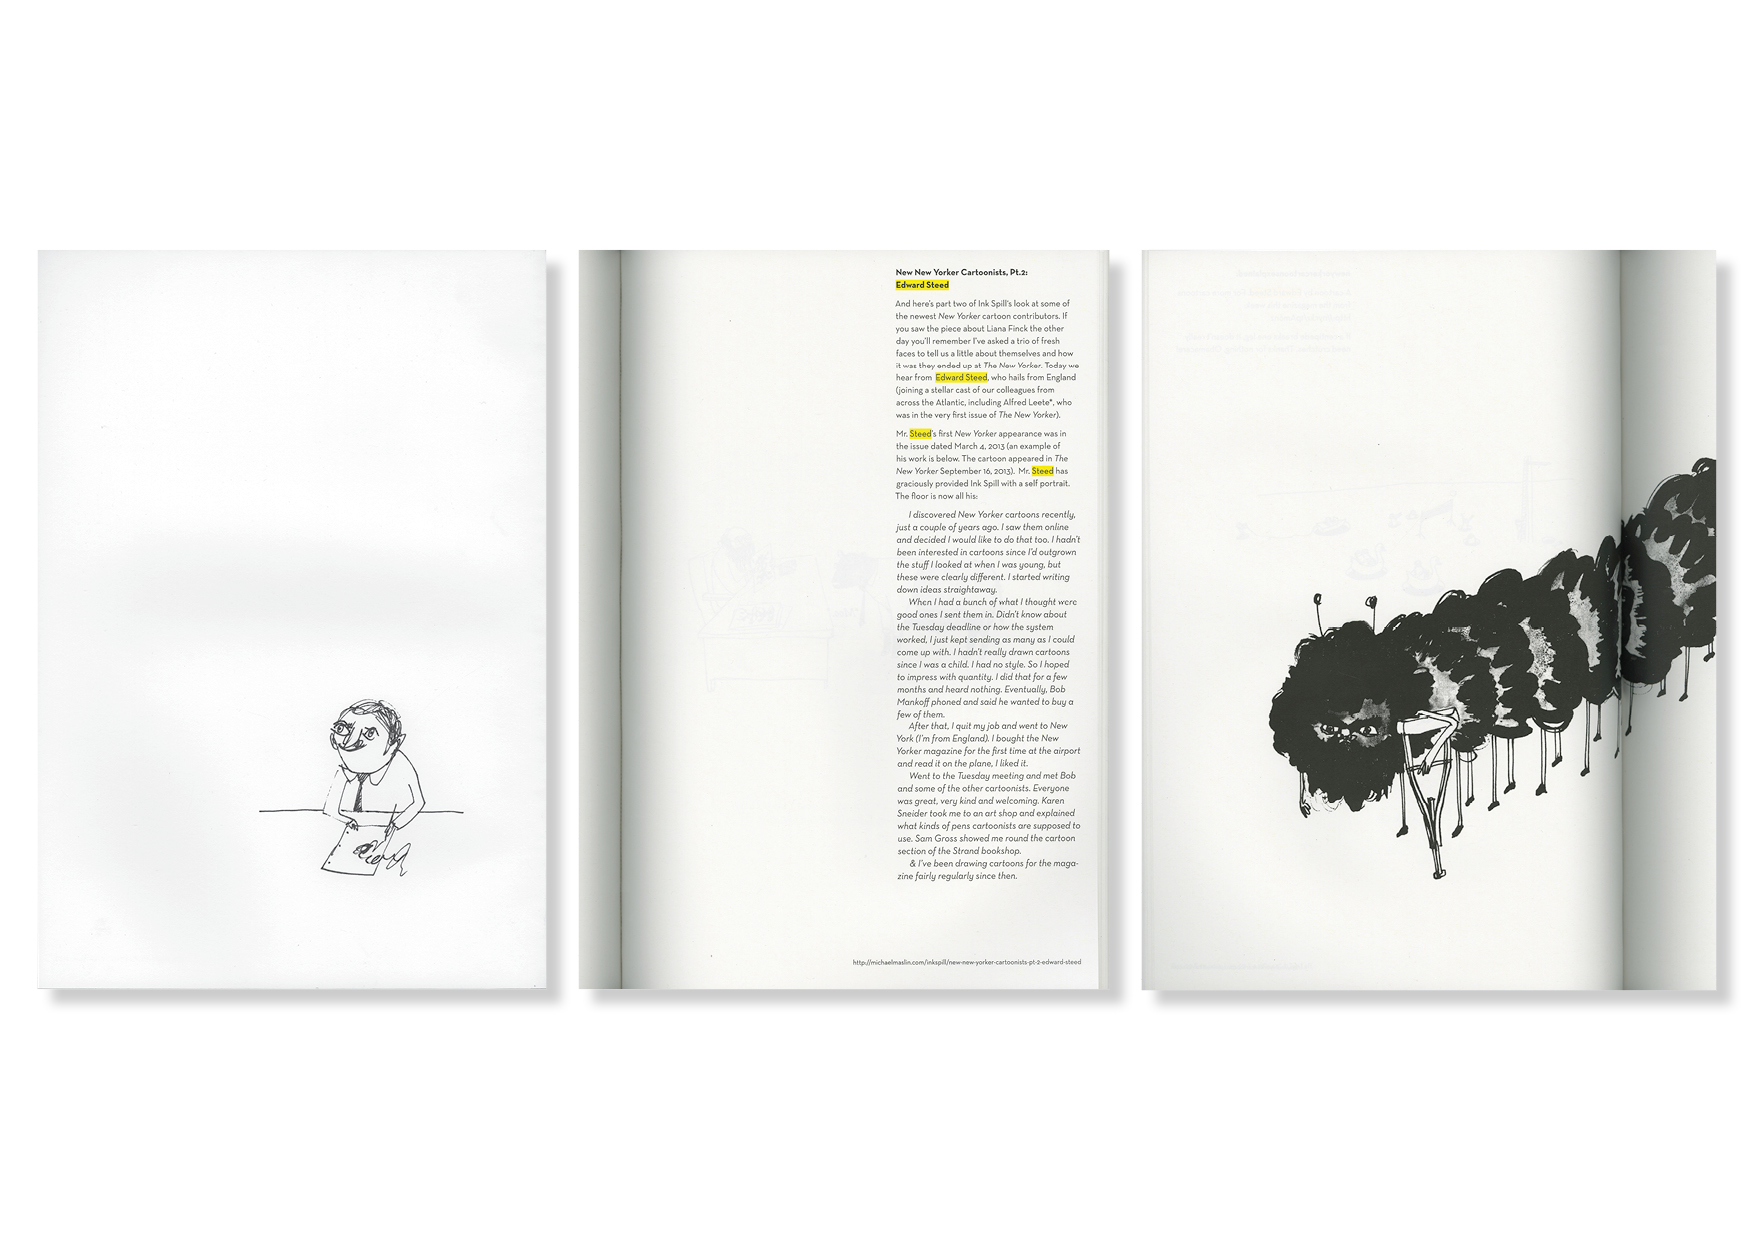 New New Yorker Cartoonists, Pt.2:
Edward Steed
And here's part two of Ink Spill's look at some of
the newest New Yorker cartoon contributors. If
you saw the piece about Liana Finck the other
day you'll remember I've asked a trio of fresh
faces to tell us a little about themselves and how
it was they ended up at The New Yorker. Today we
hear from Edward Steed, who hails from England
(joining a stellar cast of our colleagues from
across the Atlantic, including Alfred Leete*, who
was in the very first issue of The New Yorker).
Mr. Steed's first New Yorker appearance was in
the issue dated March 4, 2013 (an example of
his work is below. The cartoon appeared in The
New Yorker September 16, 2013). Mr. Steed has
graciously provided Ink Spill with a self portrait.
The floor is now all his:
I discovered New Yorker cartoons recently,
just a couple of years ago. I saw them online
and decided I would like to do that too. I hadn't
been interested in cartoons since I'd outgrown
the stuff I looked at when I was young, but
these were clearly different. I started writing
down ideas straightaway.
When I had a bunch of what I thought were
good ones I sent them in. Didn't know about
the Tuesday deadline or how the system
worked, I just kept sending as many as I could
come up with. I hadn't really drawn cartoons
since I was a child. I had no style. So I hoped
to impress with quantity. I did that for a few
months and heard nothing. Eventually, Bob
Mankoff phoned and said he wanted to buy a
few of them.
After that, I quit my job and went to New
York (I'm from England). I bought the New
Yorker magazine for the first time at the airport
and read it on the plane, I liked it.
Went to the Tuesday meeting and met Bob
and some of the other cartoonists. Everyone
was great, very kind and welcoming. Karen
Sneider took me to an art shop and explained
what kinds of pens cartoonists are supposed to
use. Sam Gross showed me round the cartoon
section of the Strand bookshop.
& I've been drawing cartoons for the maga-
zine fairly regularly since then.
http://michaelmaslin.com/inkspill/new-new-yorker-cartoonists-pt-2-edward-steed